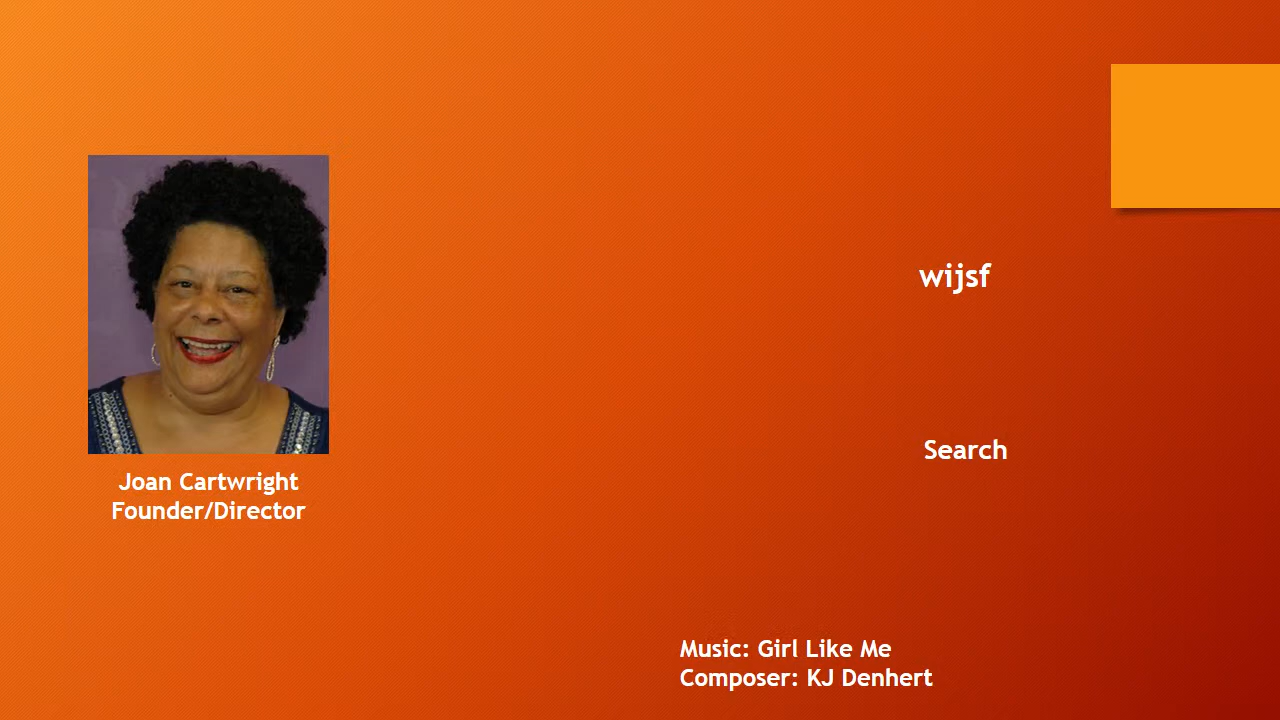 wijsf
Search
Joan Cartwright
Founder/Director
Music: Girl Like Me
Composer: KJ Denhert